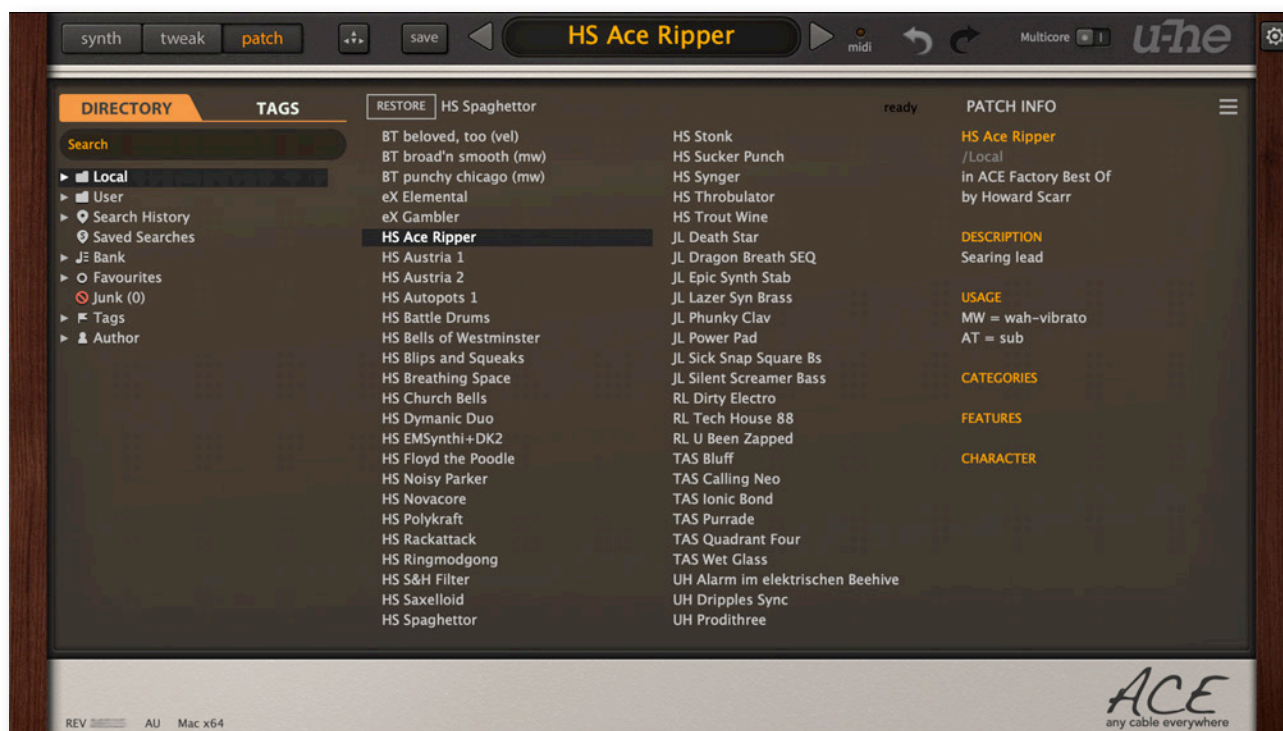 synth tweak patch save HS Ace Ripper midi Multicore u-he
DIRECTORY TAGS
Search
Local
User
Search History
Saved Searches
Bank
Favourites
Junk (0)
Tags
Author
RESTORE HS Spaghettor ready
BT beloved, too (vel)
BT broad'n smooth (mw)
BT punchy chicago (mw)
eX Elemental
eX Gambler
HS Ace Ripper
HS Austria 1
HS Austria 2
HS Autopots 1
HS Battle Drums
HS Bells of Westminster
HS Blips and Squeaks
HS Breathing Space
HS Church Bells
HS Dymanic Duo
HS EMSynthi+DK2
HS Floyd the Poodle
HS Noisy Parker
HS Novacore
HS Polykraft
HS Rackattack
HS Ringmodgong
HS S&H Filter
HS Saxelloid
HS Spaghettor
HS Stonk
HS Sucker Punch
HS Synger
HS Throbulator
HS Trout Wine
JL Death Star
JL Dragon Breath SEQ
JL Epic Synth Stab
JL Lazer Syn Brass
JL Phunky Clav
JL Power Pad
JL Sick Snap Square Bs
JL Silent Screamer Bass
RL Dirty Electro
RL Tech House 88
RL U Been Zapped
TAS Bluff
TAS Calling Neo
TAS Ionic Bond
TAS Purrade
TAS Quadrant Four
TAS Wet Glass
UH Alarm im elektrischen Beehive
UH Dripples Sync
UH Prodithree
PATCH INFO
HS Ace Ripper
/Local
in ACE Factory Best Of
by Howard Scarr
DESCRIPTION
Searing lead
USAGE
MW = wah-vibrato
AT = sub
CATEGORIES
FEATURES
CHARACTER
REV AU Mac x64
ACE
any cable everywhere